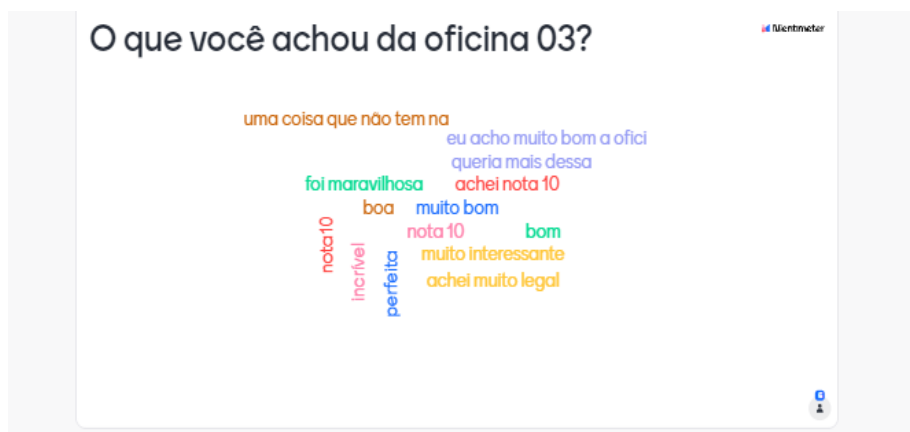 O que você achou da oficina 03?
Mentimeter
uma coisa que não tem na
eu acho muito bom a ofici
queria mais dessa
foi maravilhosa
achei nota 10
boa
muito bom
nota10
nota 10
bom
incrível
perfeita
muito interessante
achei muito legal